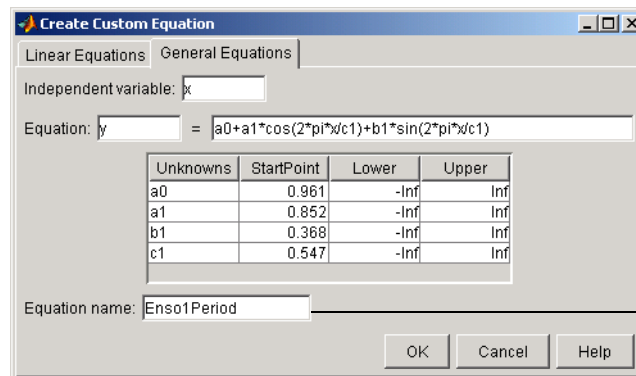 Create Custom Equation
Linear Equations General Equations
Independent variable: x
Equation: y = a0+a1*cos(2*pi*x/c1)+b1*sin(2*pi*x/c1)
Unknowns StartPoint Lower Upper
a0 0.961 -Inf Inf
a1 0.852 -Inf Inf
b1 0.368 -Inf Inf
c1 0.547 -Inf Inf
Equation name: Enso1Period
OK Cancel Help